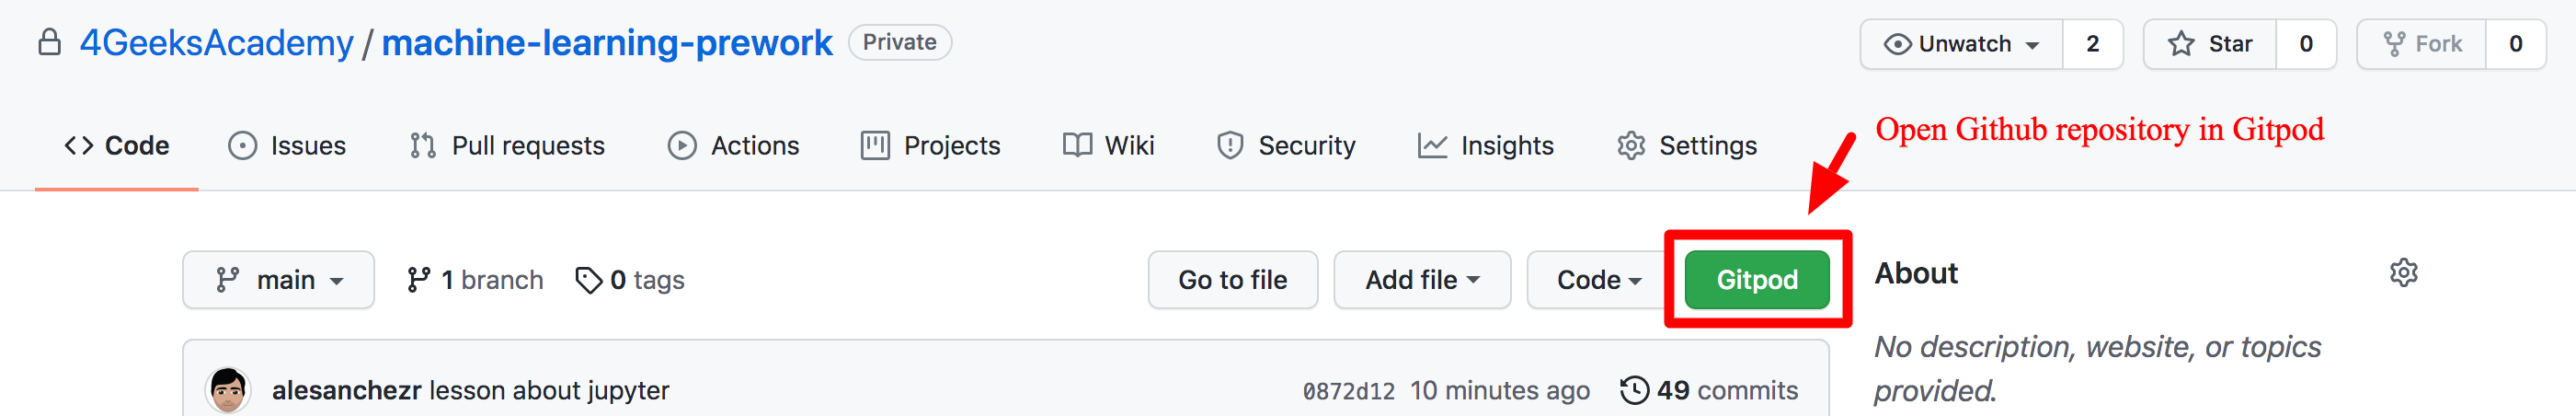 4GeeksAcademy / machine-learning-prework Private Unwatch 2 Star 0 Fork 0
Code Issues Pull requests Actions Projects Wiki Security Insights Settings
Open Github repository in Gitpod
main 1 branch 0 tags Go to file Add file Code Gitpod
About
No description, website, or topics
provided.
alesanchezr lesson about jupyter 0872d12 10 minutes ago 49 commits